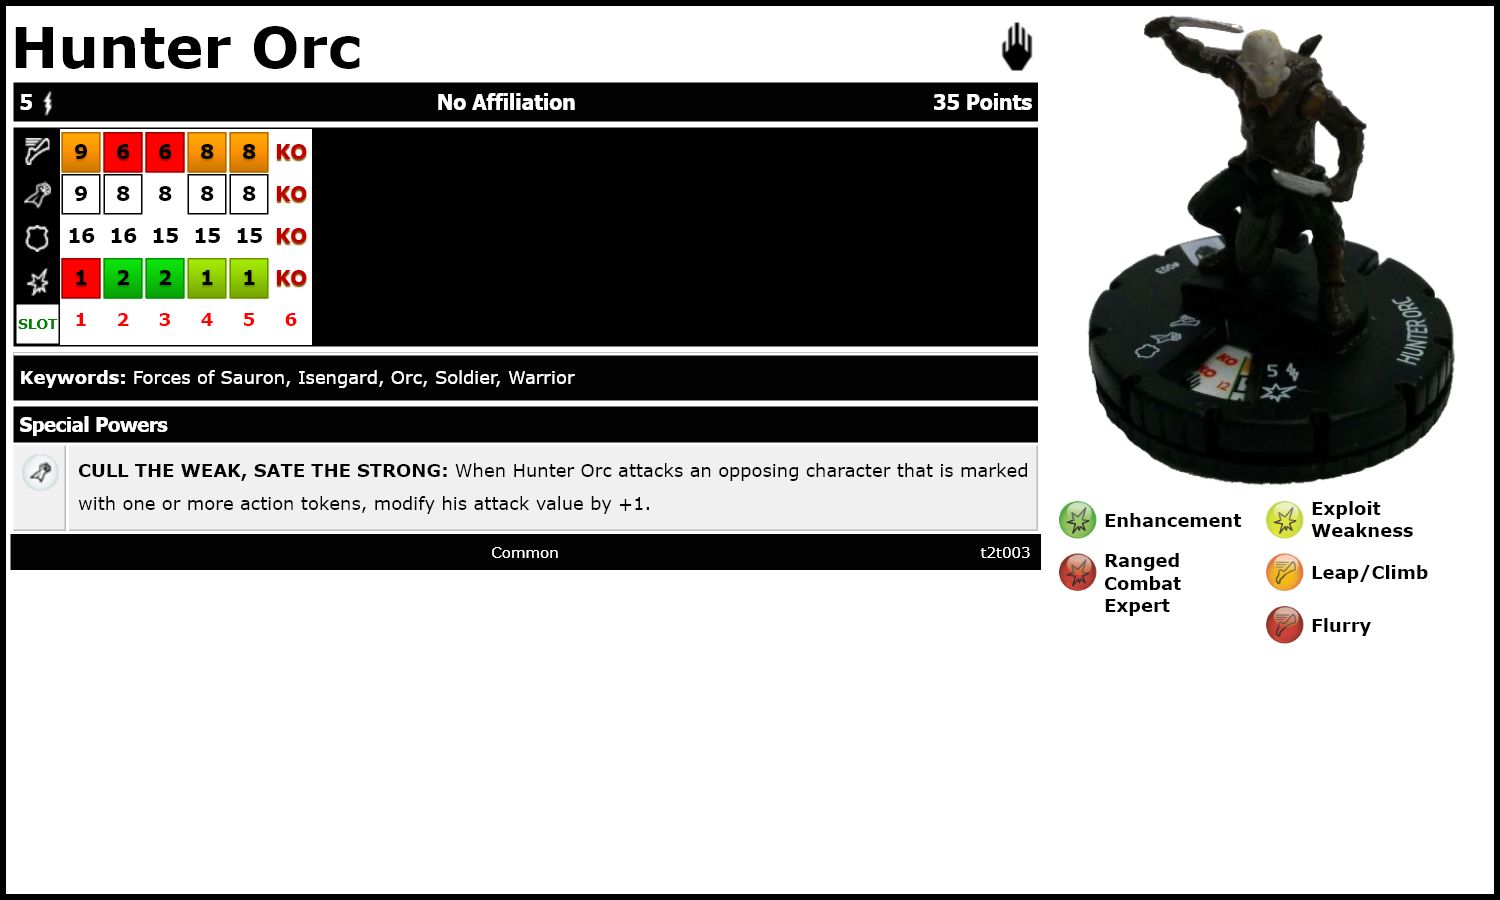 Hunter Orc
5 No Affiliation 35 Points
9 6 6 8 8 KO
9 8 8 8 8 KO
16 16 15 15 15 KO
1 2 2 1 1 KO
SLOT 1 2 3 4 5 6
Keywords: Forces of Sauron, Isengard, Orc, Soldier, Warrior
Special Powers
CULL THE WEAK, SATE THE STRONG: When Hunter Orc attacks an opposing character that is marked
with one or more action tokens, modify his attack value by +1.
Common t2t003
#003
HUNTER ORC
KO
KO
12
5
Enhancement
Ranged
Combat
Expert
Exploit
Weakness
Leap/Climb
Flurry